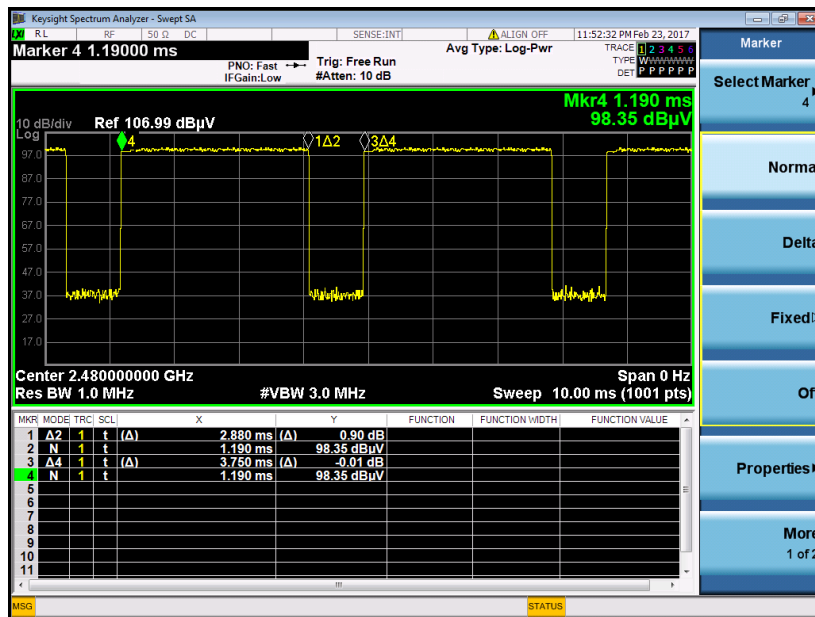 Keysight Spectrum Analyzer - Swept SA
LXI RL RF 50 Ω DC SENSE:INT ALIGN OFF 11:52:32 PM Feb 23, 2017
Marker 4 1.19000 ms
PNO: Fast
IFGain:Low
Trig: Free Run
#Atten: 10 dB
Avg Type: Log-Pwr
TRACE 1 2 3 4 5 6
TYPE W
DET P P P P P P
Mkr4 1.190 ms
98.35 dBµV
10 dB/div Ref 106.99 dBµV
Log
4 1Δ2 3Δ4
97.0
87.0
77.0
67.0
57.0
47.0
37.0
27.0
17.0
Center 2.480000000 GHz Span 0 Hz
Res BW 1.0 MHz #VBW 3.0 MHz Sweep 10.00 ms (1001 pts)
MKR MODE TRC SCL X Y FUNCTION FUNCTION WIDTH FUNCTION VALUE
1 Δ2 1 t (Δ) 2.880 ms (Δ) 0.90 dB
2 N 1 t 1.190 ms 98.35 dBµV
3 Δ4 1 t (Δ) 3.750 ms (Δ) -0.01 dB
4 N 1 t 1.190 ms 98.35 dBµV
5
6
7
8
9
10
11
MSG STATUS
Marker
Select Marker
4
Norma
Delta
Fixed
Of
Properties
More
1 of 2